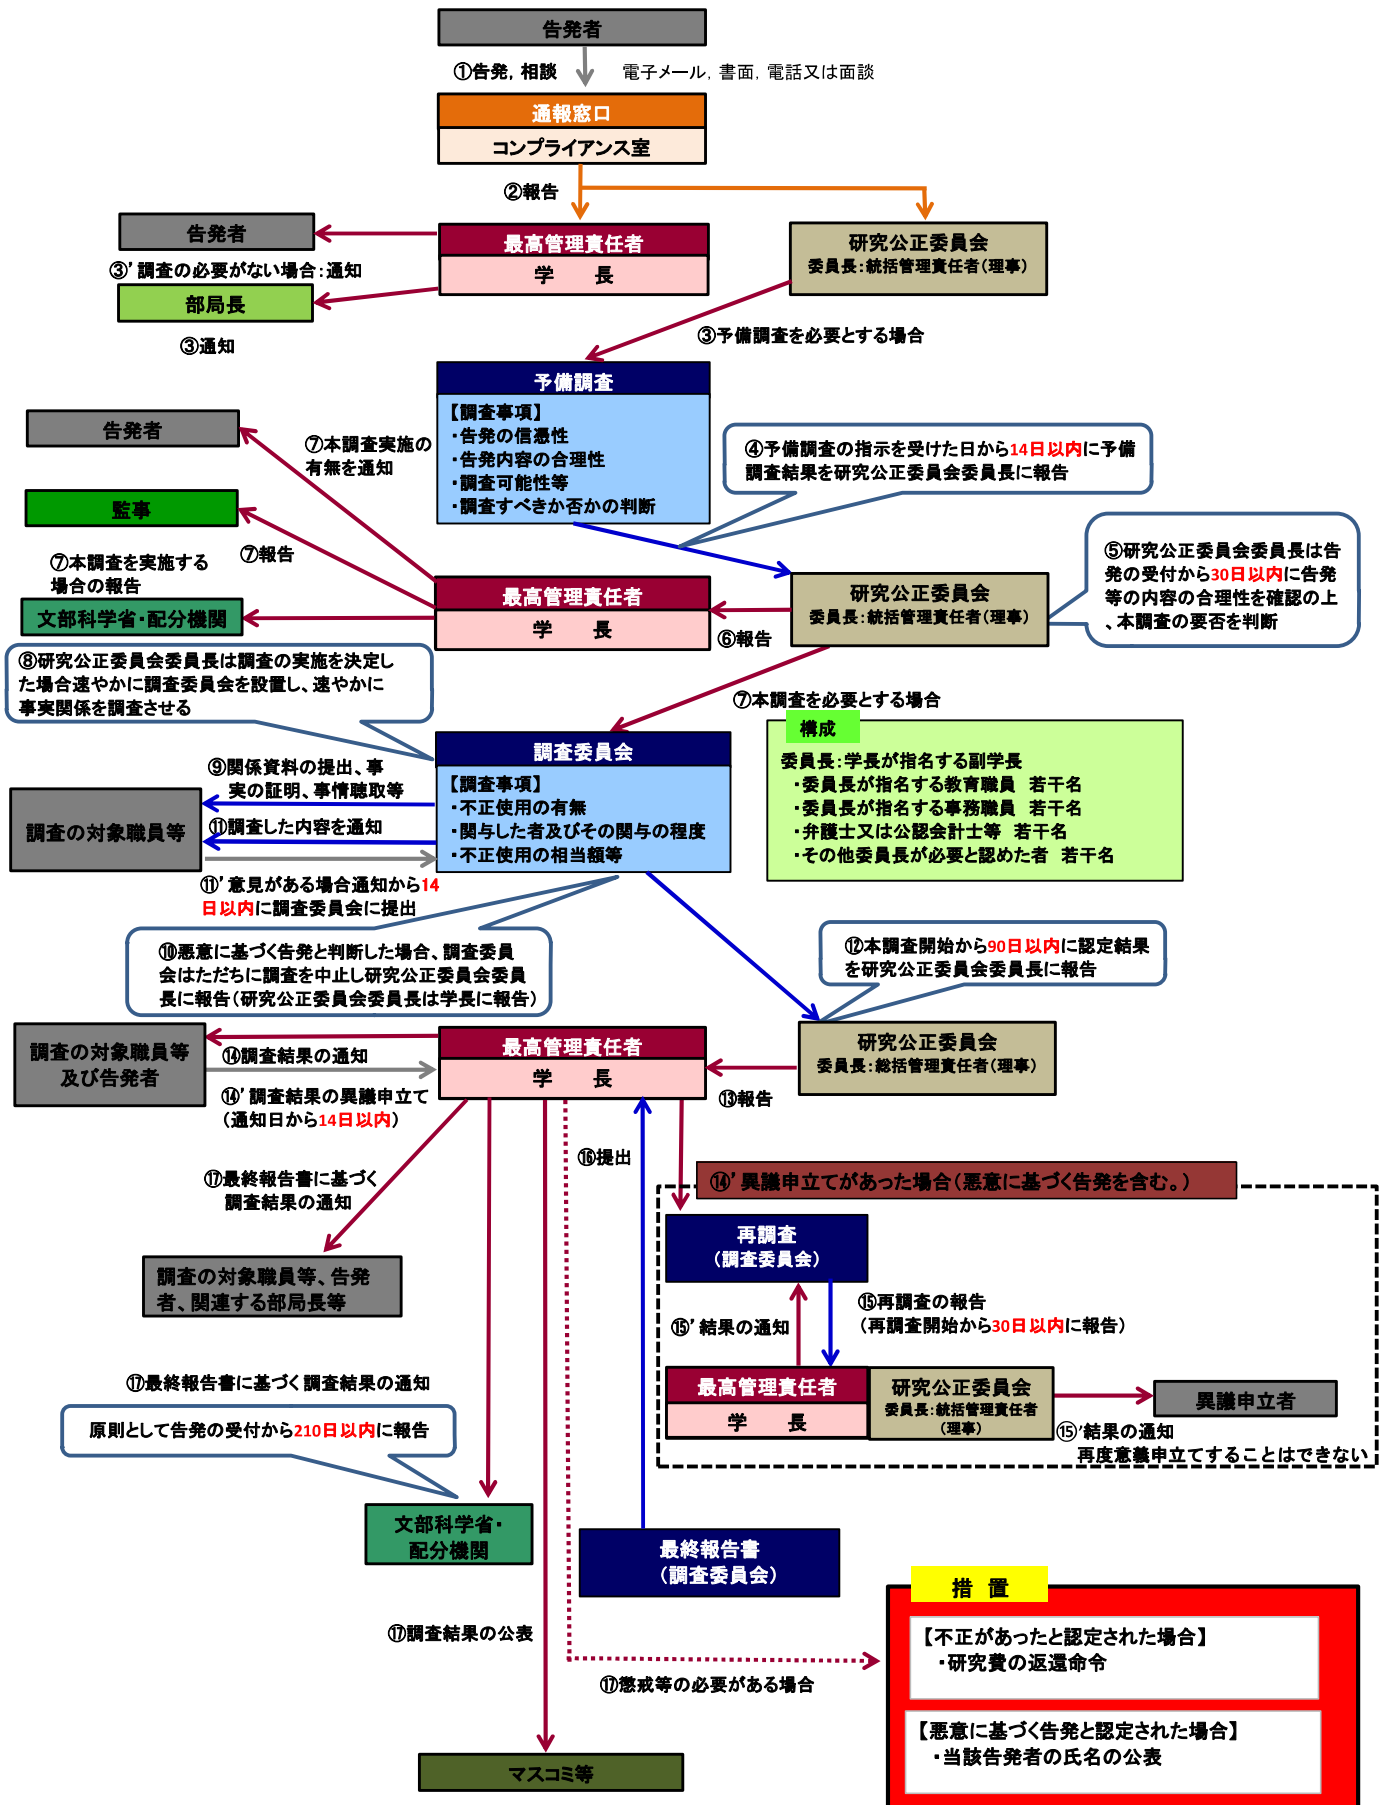 告発者
①告発，相談
電子メール，書面，電話又は面談
通報窓口
コンプライアンス室
②報告
告発者
最高管理責任者
学　　長
研究公正委員会
委員長：統括管理責任者（理事）
③’調査の必要がない場合：通知
部局長
③通知
③予備調査を必要とする場合
予備調査
【調査事項】
・告発の信憑性
・告発内容の合理性
・調査可能性等
・調査すべきか否かの判断
告発者
⑦本調査実施の
有無を通知
④予備調査の指示を受けた日から14日以内に予備
調査結果を研究公正委員会委員長に報告
監事
⑦報告
⑤研究公正委員会委員長は告
発の受付から30日以内に告発
等の内容の合理性を確認の上
、本調査の要否を判断
⑦本調査を実施する
場合の報告
文部科学省・配分機関
最高管理責任者
学　　長
研究公正委員会
委員長：統括管理責任者（理事）
⑥報告
⑧研究公正委員会委員長は調査の実施を決定し
た場合速やかに調査委員会を設置し、速やかに
事実関係を調査させる
⑦本調査を必要とする場合
調査委員会
【調査事項】
・不正使用の有無
・関与した者及びその関与の程度
・不正使用の相当額等
構成
委員長：学長が指名する副学長
・委員長が指名する教育職員　若干名
・委員長が指名する事務職員　若干名
・弁護士又は公認会計士等　若干名
・その他委員長が必要と認めた者　若干名
⑨関係資料の提出、事
実の証明、事情聴取等
調査の対象職員等
⑪調査した内容を通知
⑪’意見がある場合通知から14
日以内に調査委員会に提出
⑩悪意に基づく告発と判断した場合、調査委員
会はただちに調査を中止し研究公正委員会委員
長に報告（研究公正委員会委員長は学長に報告）
⑫本調査開始から90日以内に認定結果
を研究公正委員会委員長に報告
調査の対象職員等
及び告発者
⑭調査結果の通知
⑭’調査結果の異議申立て
（通知日から14日以内）
最高管理責任者
学　　長
研究公正委員会
委員長：総括管理責任者（理事）
⑬報告
⑯提出
⑰最終報告書に基づく
調査結果の通知
⑭’異議申立てがあった場合（悪意に基づく告発を含む。）
再調査
（調査委員会）
調査の対象職員等、告発
者、関連する部局長等
⑮再調査の報告
（再調査開始から30日以内に報告）
⑮’結果の通知
最高管理責任者
学　　長
研究公正委員会
委員長：統括管理責任者
（理事）
異議申立者
⑮’結果の通知
再度意義申立てすることはできない
⑰最終報告書に基づく調査結果の通知
原則として告発の受付から210日以内に報告
文部科学省・
配分機関
最終報告書
（調査委員会）
⑰調査結果の公表
⑰懲戒等の必要がある場合
措　置
【不正があったと認定された場合】
・研究費の返還命令
【悪意に基づく告発と認定された場合】
・当該告発者の氏名の公表
マスコミ等